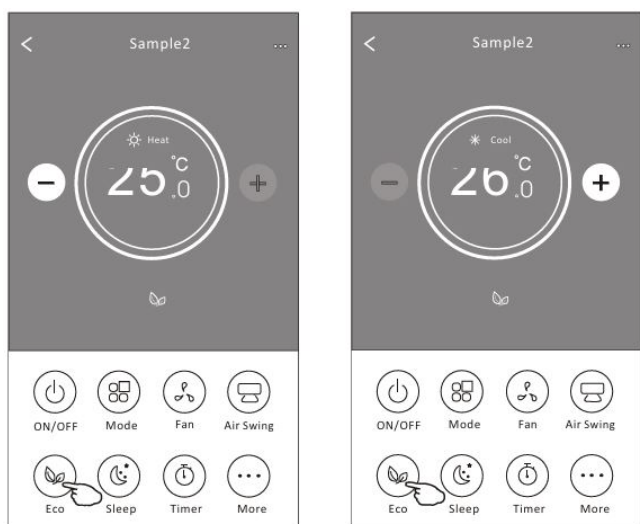 Sample2
...
Heat
25.0 °C
ON/OFF Mode Fan Air Swing
Eco Sleep Timer More
Sample2
...
Cool
26.0 °C
ON/OFF Mode Fan Air Swing
Eco Sleep Timer More